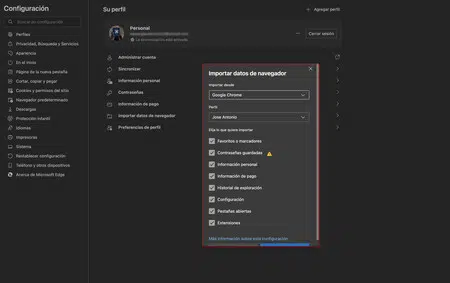 Configuración
Buscar en configuración
Perfiles
Privacidad, Búsqueda y Servicios
Apariencia
En el inicio
Página de la nueva pestaña
Cortar, copiar y pegar
Cookies y permisos del sitio
Navegador predeterminado
Descargas
Protección infantil
Idiomas
Impresoras
Sistema
Restablecer configuración
Teléfono y otros dispositivos
Acerca de Microsoft Edge
Su perfil
+ Agregar perfil
Personal
La sincronización está activada
Cerrar sesión
Administrar cuenta
Sincronizar
Información personal
Contraseñas
Información de pago
Importar datos de navegador
Preferencias de perfil
Importar datos de navegador
Importar desde
Google Chrome
Perfil
Jose Antonio
Elija lo que quiera importar
Favoritos o marcadores
Contraseñas guardadas
Información personal
Información de pago
Historial de exploración
Configuración
Pestañas abiertas
Extensiones
Más información sobre esta configuración